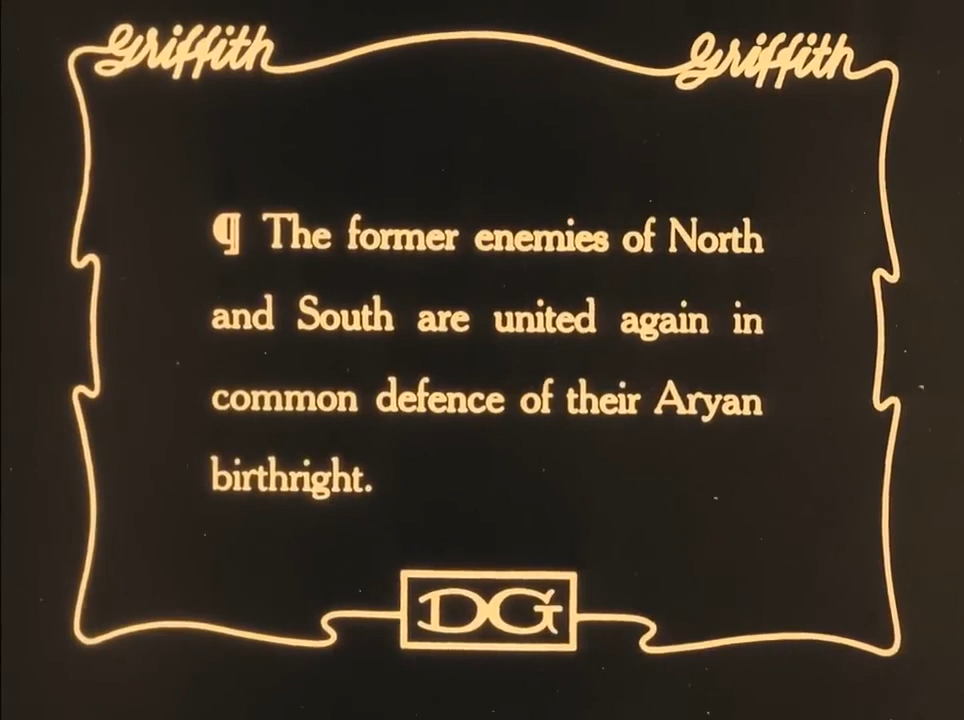 Griffith Griffith
¶ The former enemies of North
and South are united again in
common defence of their Aryan
birthright.
DG